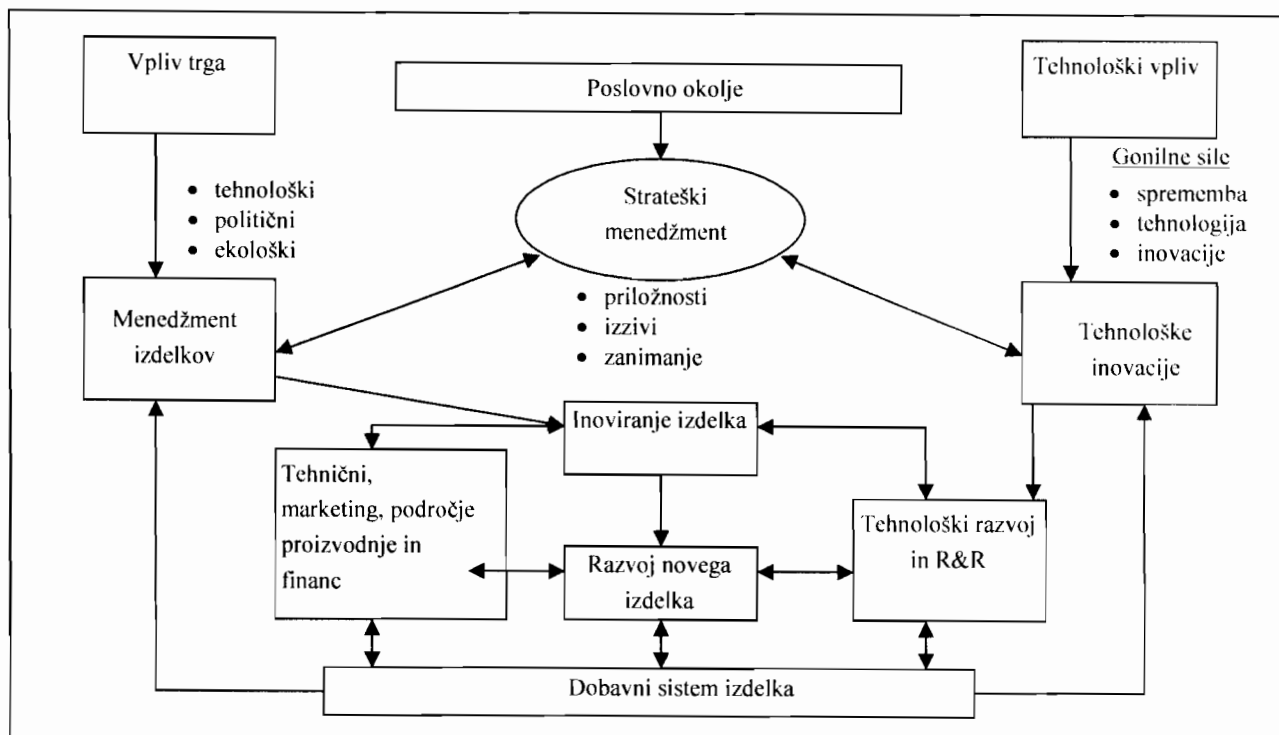 Vpliv trga
Poslovno okolje
Tehnološki vpliv
Gonilne sile
• sprememba
• tehnologija
• inovacije
• tehnološki
• politični
• ekološki
Strateški
menedžment
• priložnosti
• izzivi
• zanimanje
Menedžment
izdelkov
Tehnološke
inovacije
Inoviranje izdelka
Tehnični,
marketing, področje
proizvodnje in
financ
Razvoj novega
izdelka
Tehnološki razvoj
in R&R
Dobavni sistem izdelka